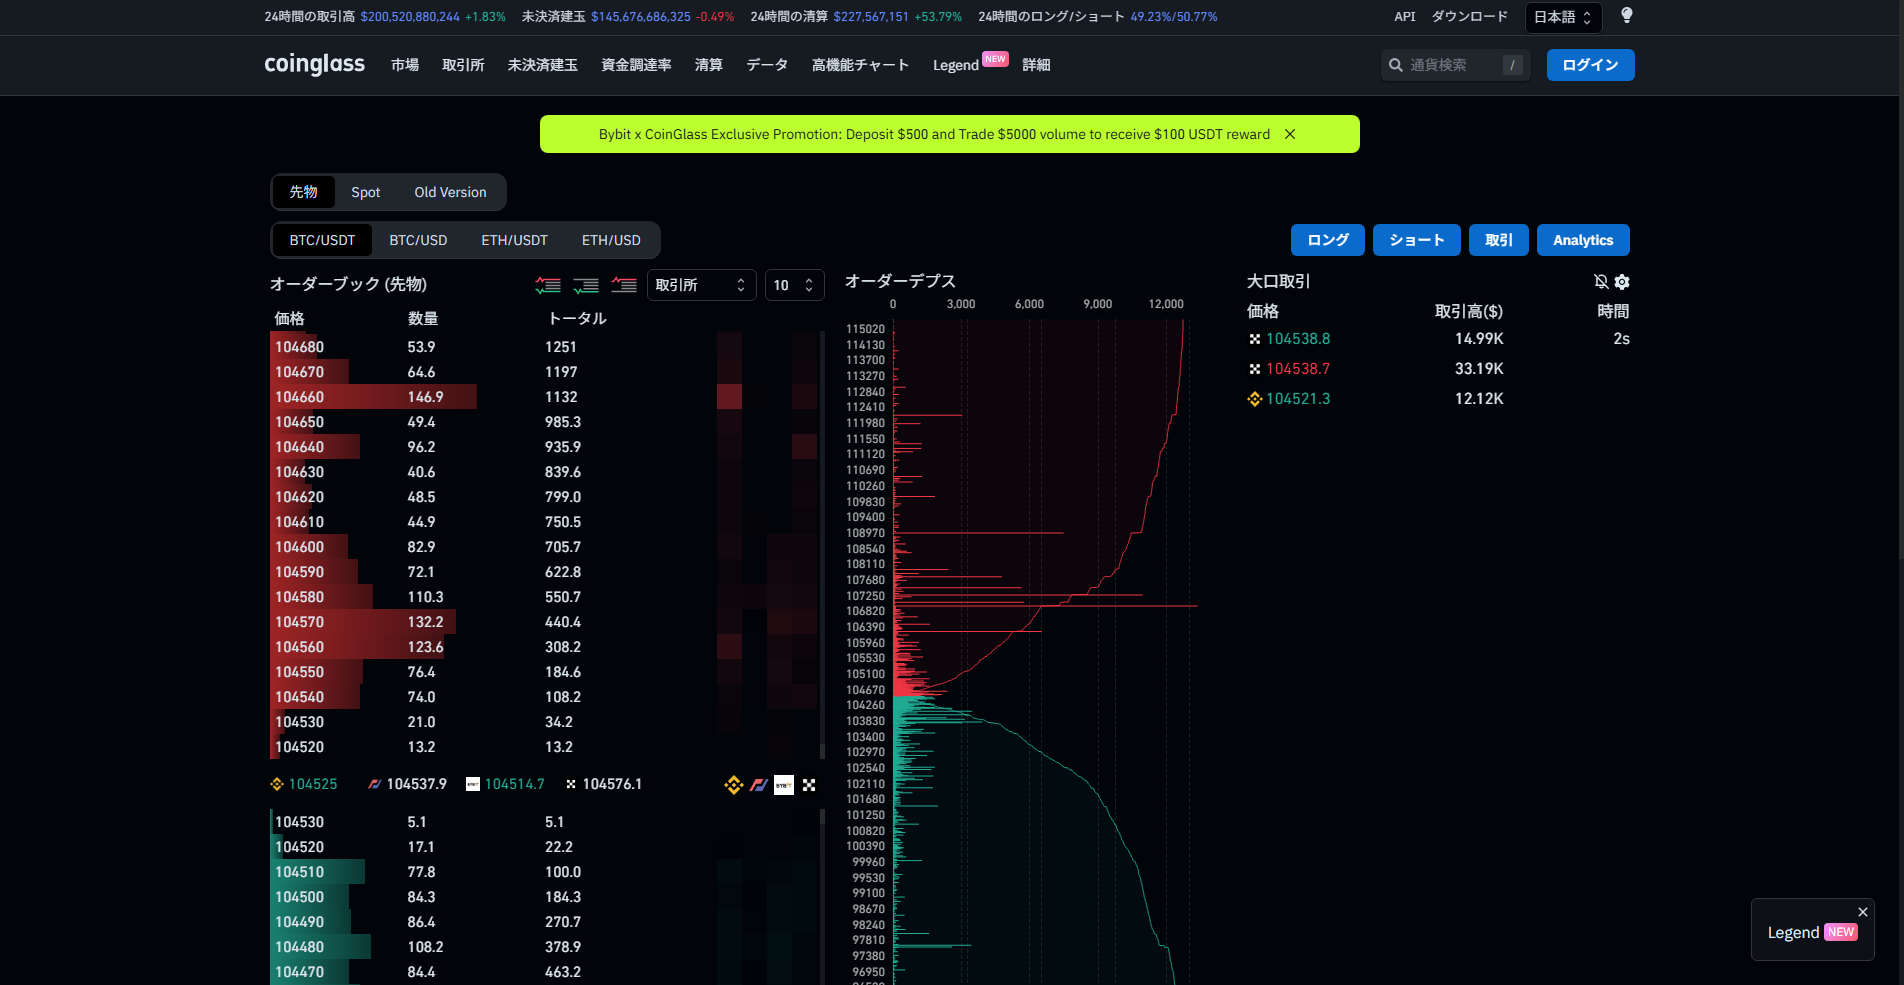 24時間の取引高 $200,520,880,244 +1.83% 未決済建玉 $145,676,686,325 -0.49% 24時間の清算 $227,567,151 +53.79% 24時間のロング/ショート 49.23%/50.77% API ダウンロード 日本語
coinglass 市場 取引所 未決済建玉 資金調達率 清算 データ 高機能チャート Legend NEW 詳細 通貨検索 / ログイン
Bybit x CoinGlass Exclusive Promotion: Deposit $500 and Trade $5000 volume to receive $100 USDT reward
先物 Spot Old Version
BTC/USDT BTC/USD ETH/USDT ETH/USD ロング ショート 取引 Analytics
オーダーブック (先物) 取引所 10
価格 数量 トータル
104680 53.9 1251
104670 64.6 1197
104660 146.9 1132
104650 49.4 985.3
104640 96.2 935.9
104630 40.6 839.6
104620 48.5 799.0
104610 44.9 750.5
104600 82.9 705.7
104590 72.1 622.8
104580 110.3 550.7
104570 132.2 440.4
104560 123.6 308.2
104550 76.4 184.6
104540 74.0 108.2
104530 21.0 34.2
104520 13.2 13.2
104525 104537.9 104514.7 104576.1
BYBIT
104530 5.1 5.1
104520 17.1 22.2
104510 77.8 100.0
104500 84.3 184.3
104490 86.4 270.7
104480 108.2 378.9
104470 84.4 463.2
オーダーデプス
0 3,000 6,000 9,000 12,000
115020
114130
113700
113270
112840
112410
111980
111550
111120
110690
110260
109830
109400
108970
108540
108110
107680
107250
106820
106390
105960
105530
105100
104670
104260
103830
103400
102970
102540
102110
101680
101250
100820
100390
99960
99530
99100
98670
98240
97810
97380
96950
大口取引
価格 取引高($) 時間
104538.8 14.99K 2s
104538.7 33.19K
104521.3 12.12K
Legend NEW